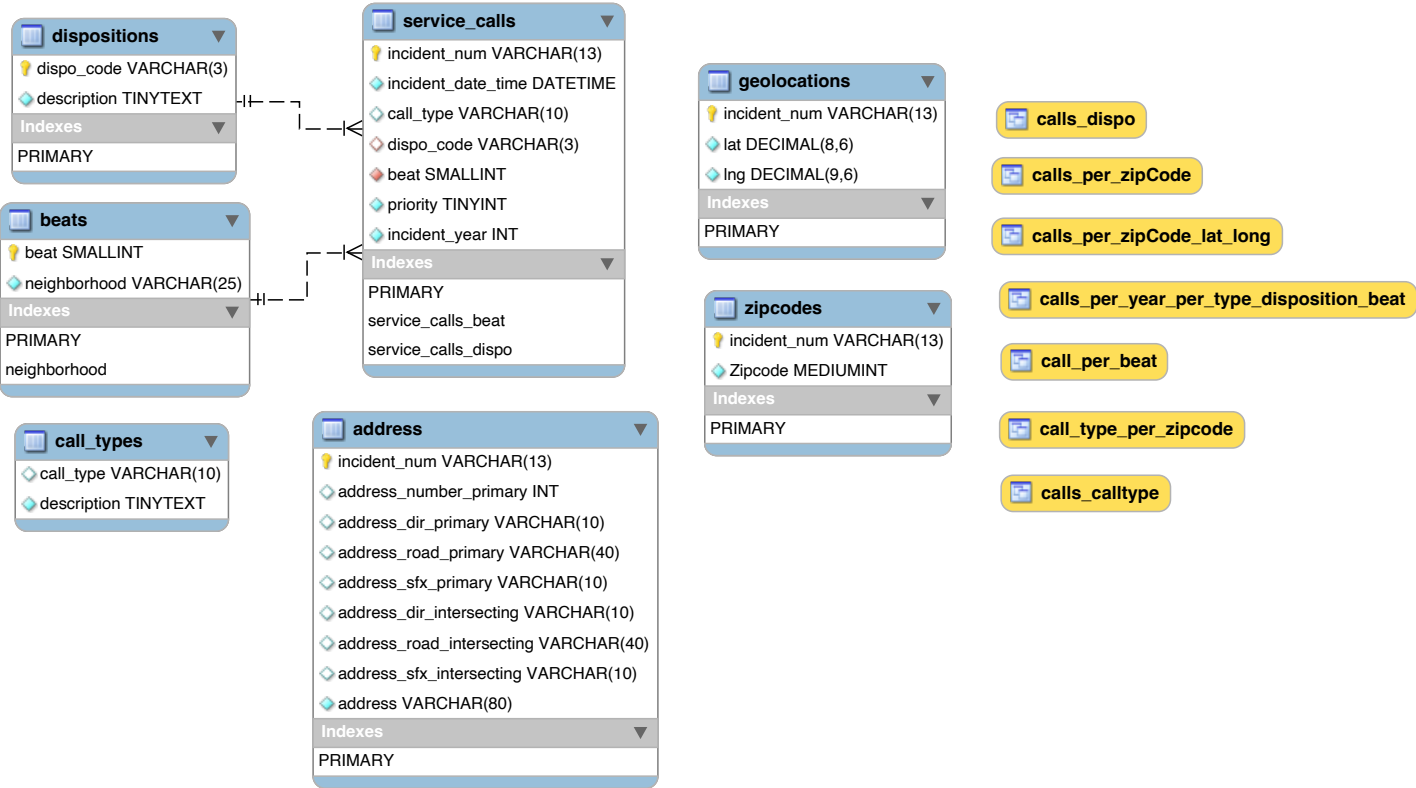 dispositions
dispo_code VARCHAR(3)
description TINYTEXT
Indexes
PRIMARY
beats
beat SMALLINT
neighborhood VARCHAR(25)
Indexes
PRIMARY
neighborhood
call_types
call_type VARCHAR(10)
description TINYTEXT
service_calls
incident_num VARCHAR(13)
incident_date_time DATETIME
call_type VARCHAR(10)
dispo_code VARCHAR(3)
beat SMALLINT
priority TINYINT
incident_year INT
Indexes
PRIMARY
service_calls_beat
service_calls_dispo
address
incident_num VARCHAR(13)
address_number_primary INT
address_dir_primary VARCHAR(10)
address_road_primary VARCHAR(40)
address_sfx_primary VARCHAR(10)
address_dir_intersecting VARCHAR(10)
address_road_intersecting VARCHAR(40)
address_sfx_intersecting VARCHAR(10)
address VARCHAR(80)
Indexes
PRIMARY
geolocations
incident_num VARCHAR(13)
lat DECIMAL(8,6)
lng DECIMAL(9,6)
Indexes
PRIMARY
zipcodes
incident_num VARCHAR(13)
Zipcode MEDIUMINT
Indexes
PRIMARY
calls_dispo
calls_per_zipCode
calls_per_zipCode_lat_long
calls_per_year_per_type_disposition_beat
call_per_beat
call_type_per_zipcode
calls_calltype